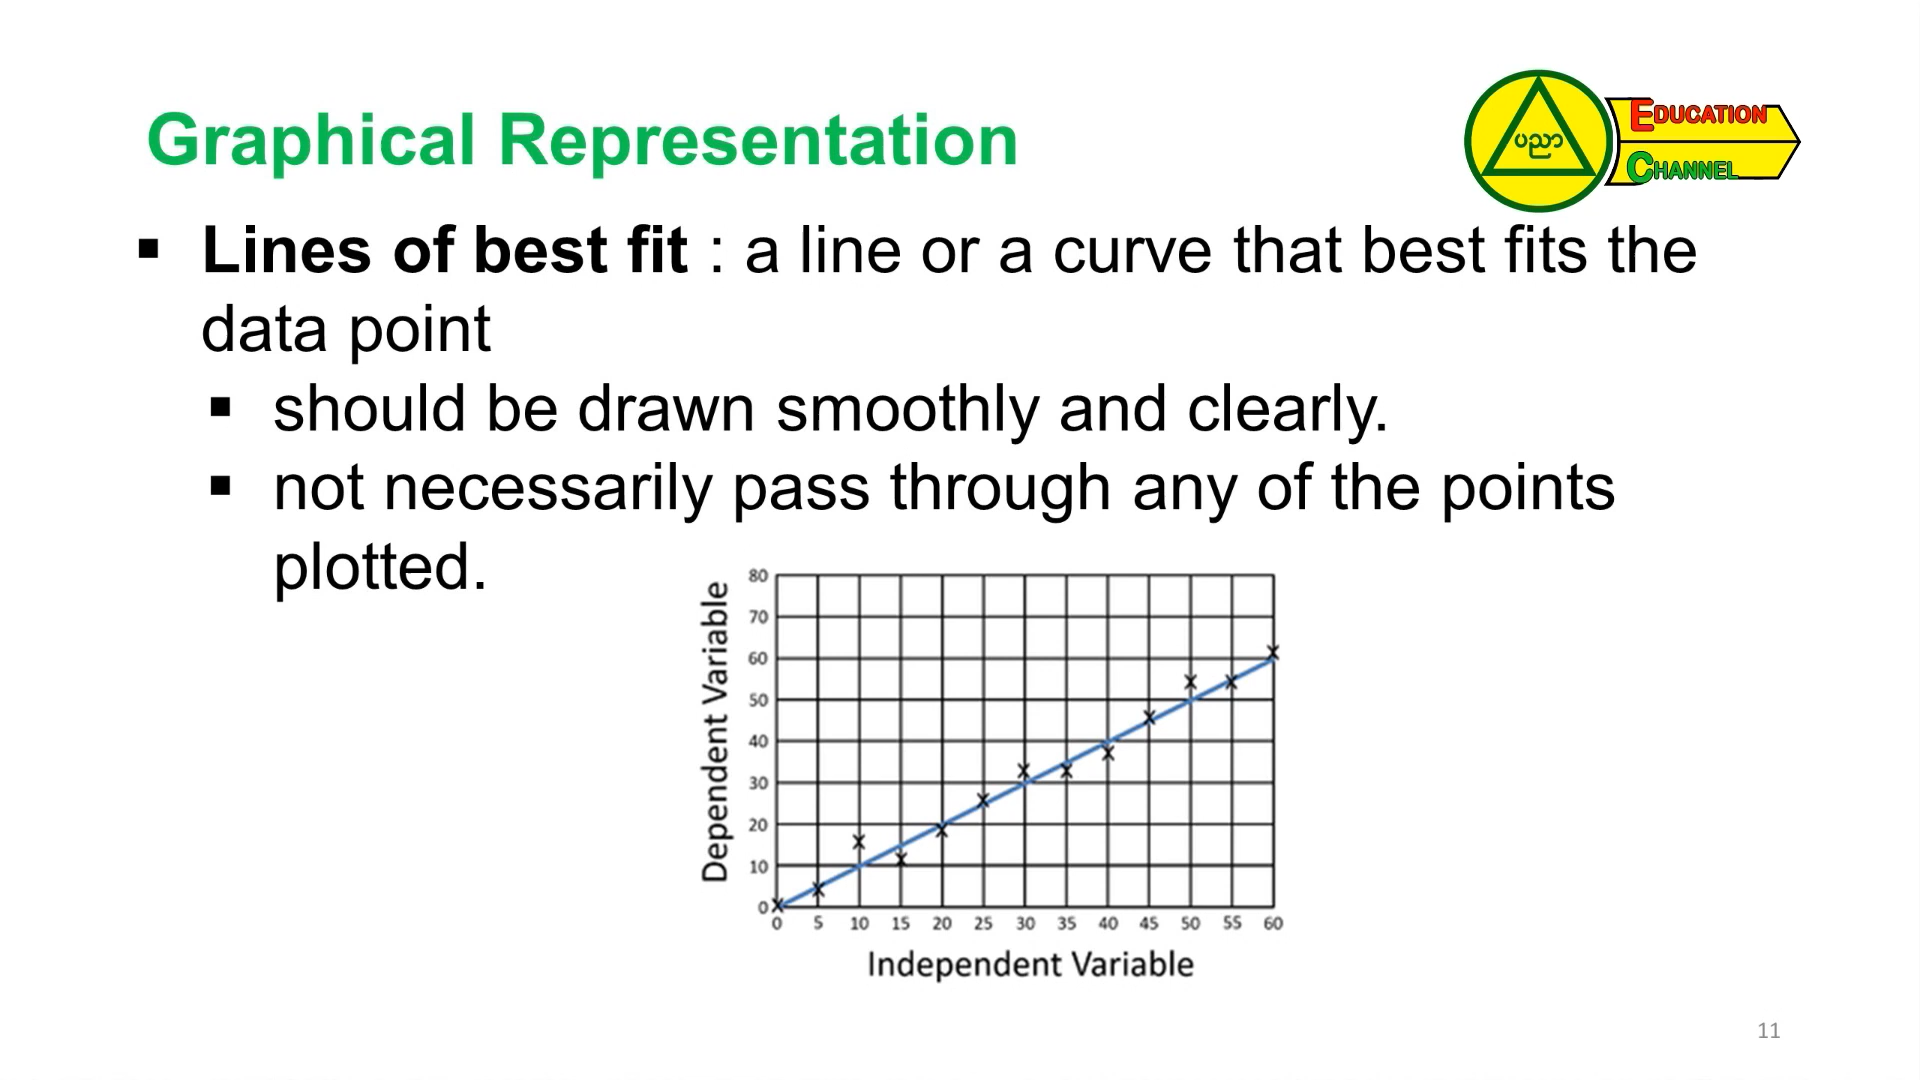 Graphical Representation
ပညာ
EDUCATION
CHANNEL
▪ Lines of best fit : a line or a curve that best fits the
data point
▪ should be drawn smoothly and clearly.
▪ not necessarily pass through any of the points
plotted.
Dependent Variable
80
70
60
50
40
30
20
10
0
0 5 10 15 20 25 30 35 40 45 50 55 60
Independent Variable
11